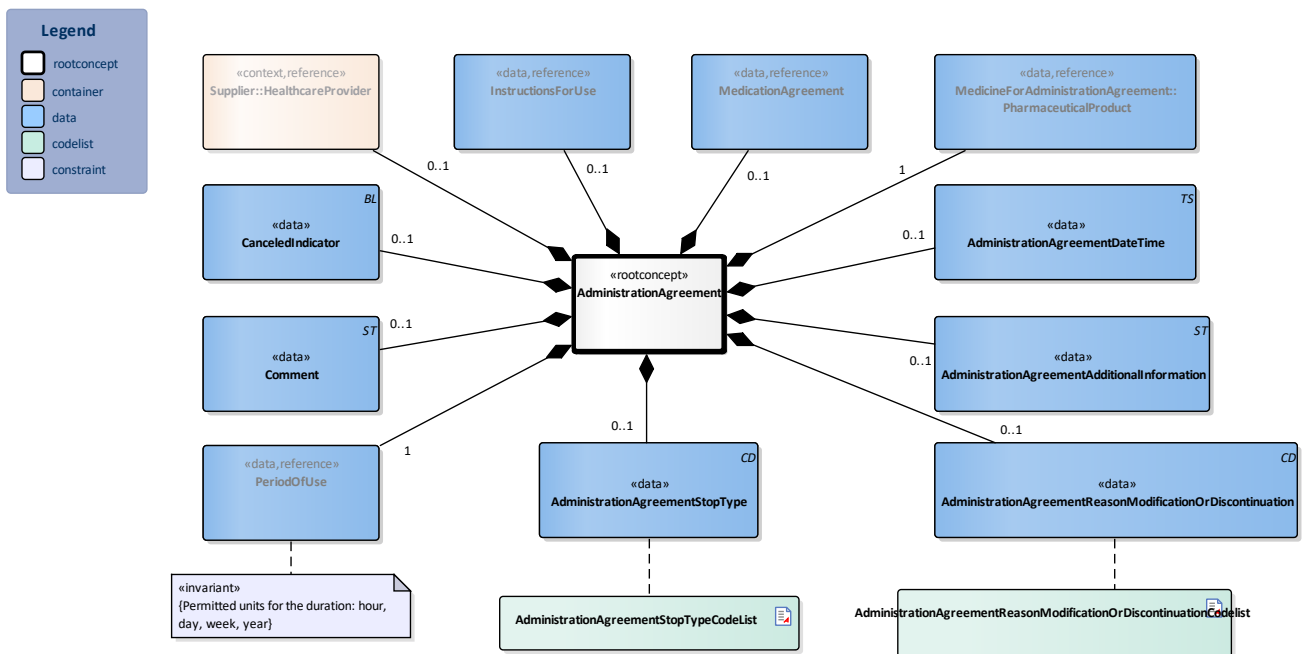 Legend
rootconcept
container
data
codelist
constraint
«context,reference»
Supplier::HealthcareProvider
«data,reference»
InstructionsForUse
«data,reference»
MedicationAgreement
«data,reference»
MedicineForAdministrationAgreement::
PharmaceuticalProduct
0..1
0..1
0..1
1
BL
«data»
CanceledIndicator
0..1
TS
«data»
AdministrationAgreementDateTime
0..1
«rootconcept»
AdministrationAgreement
ST
«data»
Comment
0..1
ST
«data»
AdministrationAgreementAdditionalInformation
0..1
«data,reference»
PeriodOfUse
1
CD
«data»
AdministrationAgreementStopType
0..1
CD
«data»
AdministrationAgreementReasonModificationOrDiscontinuation
0..1
«invariant»
{Permitted units for the duration: hour,
day, week, year}
AdministrationAgreementStopTypeCodeList
AdministrationAgreementReasonModificationOrDiscontinuationCodelist